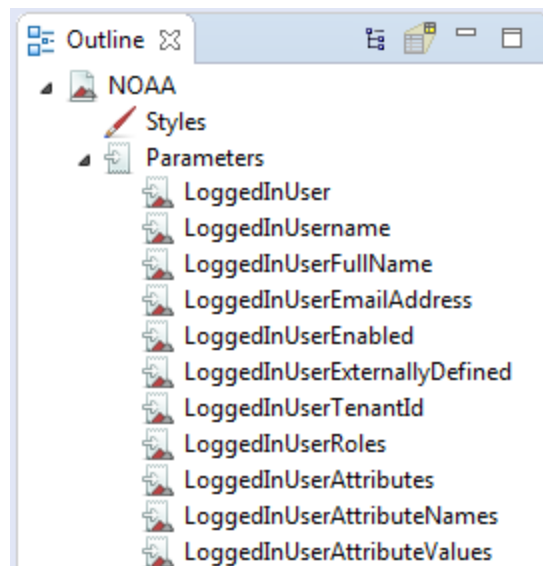 Outline
NOAA
Styles
Parameters
LoggedInUser
LoggedInUsername
LoggedInUserFullName
LoggedInUserEmailAddress
LoggedInUserEnabled
LoggedInUserExternallyDefined
LoggedInUserTenantId
LoggedInUserRoles
LoggedInUserAttributes
LoggedInUserAttributeNames
LoggedInUserAttributeValues